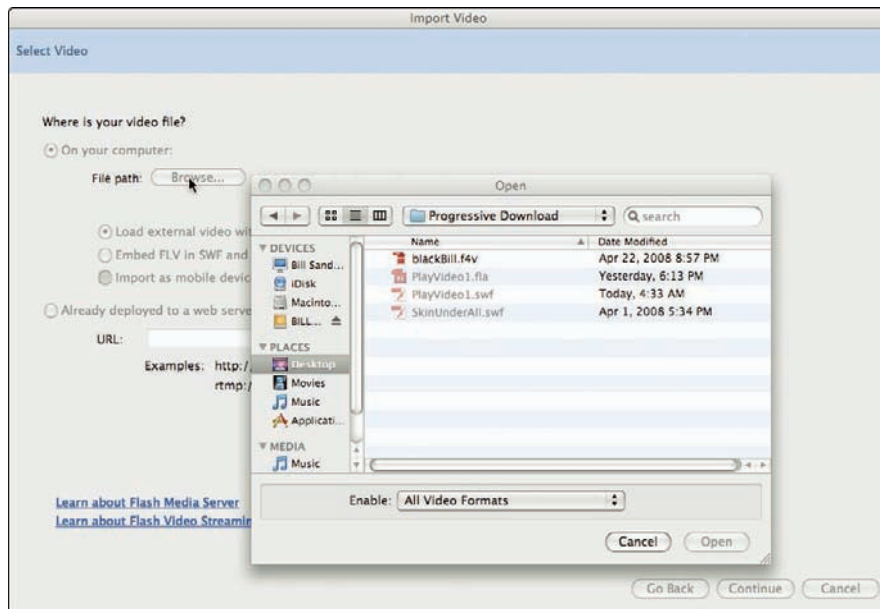 Import Video
Select Video
Where is your video file?
On your computer:
File path: Browse...
Load external video wit
Embed FLV in SWF and
Import as mobile devic
Already deployed to a web serve
URL:
Examples: http:/
rtmp:/
Learn about Flash Media Server
Learn about Flash Video Streamin
Go Back Continue Cancel
Open
Progressive Download search
Name Date Modified
DEVICES
Bill Sand...
iDisk
Macinto...
BILL...
PLACES
Desktop
Movies
Music
Applicati...
MEDIA
Music
blackBill.f4v Apr 22, 2008 8:57 PM
PlayVideo1.fla Yesterday, 6:13 PM
PlayVideo1.swf Today, 4:33 AM
SkinUnderAll.swf Apr 1, 2008 5:34 PM
Enable: All Video Formats
Cancel Open